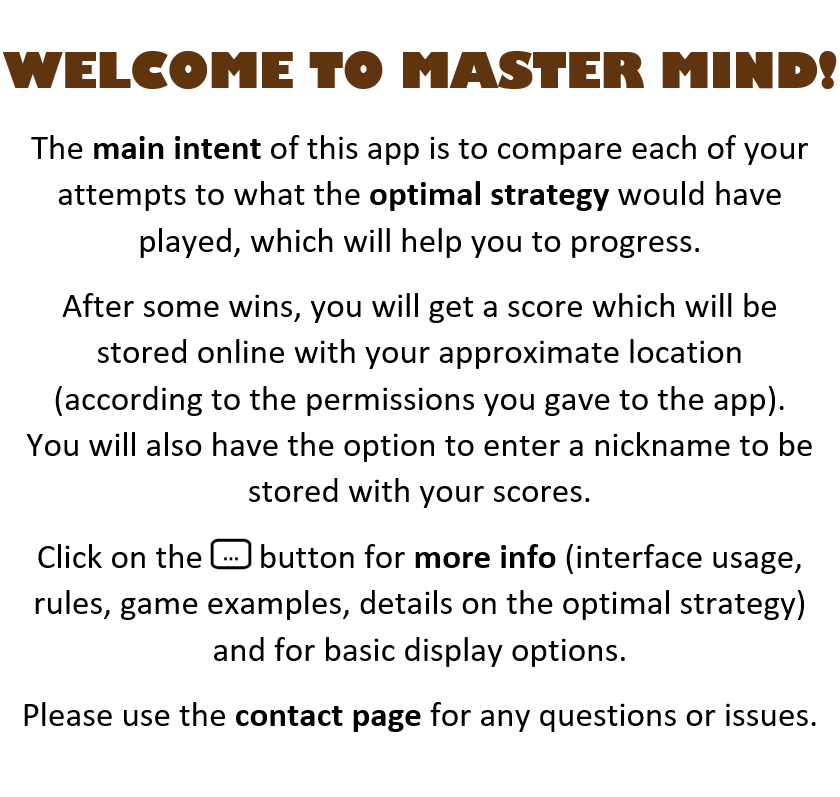 WELCOME TO MASTER MIND!
The main intent of this app is to compare each of your
attempts to what the optimal strategy would have
played, which will help you to progress.
After some wins, you will get a score which will be
stored online with your approximate location
(according to the permissions you gave to the app).
You will also have the option to enter a nickname to be
stored with your scores.
Click on the ... button for more info (interface usage,
rules, game examples, details on the optimal strategy)
and for basic display options.
Please use the contact page for any questions or issues.